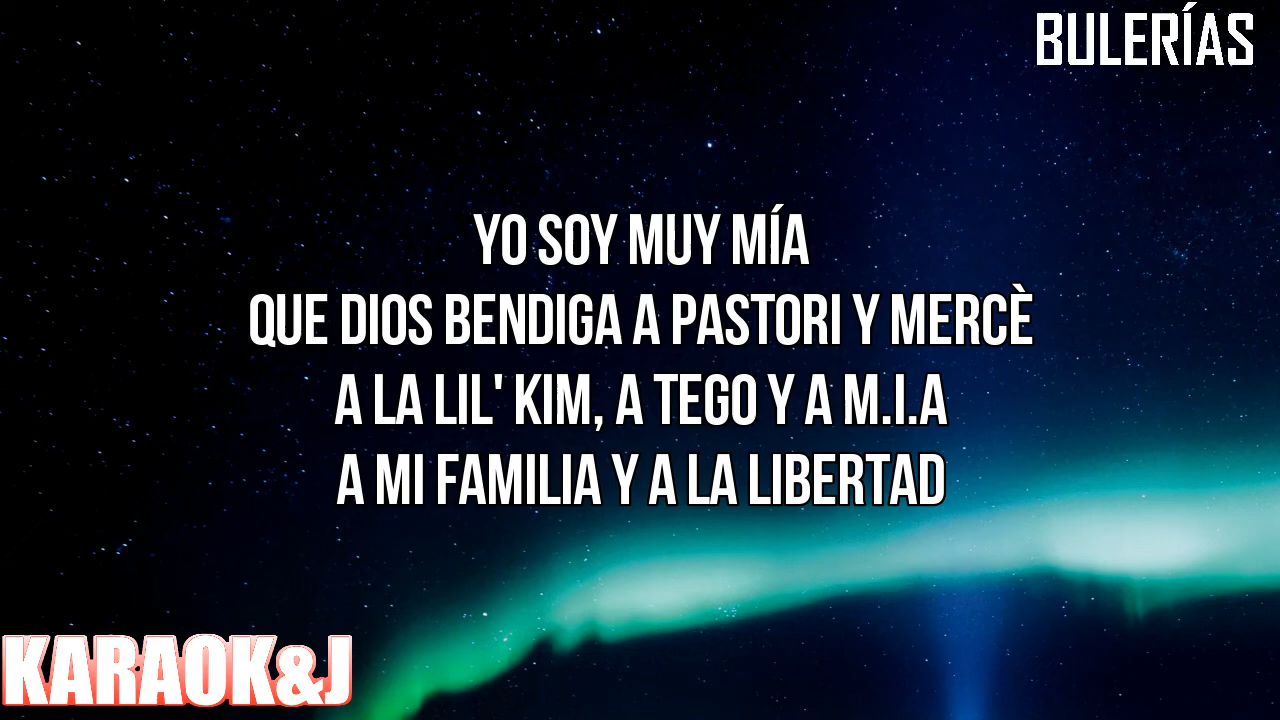 BULERÍAS
YO SOY MUY MÍA
QUE DIOS BENDIGA A PASTORI Y MERCÈ
A LA LIL' KIM, A TEGO Y A M.I.A
A MI FAMILIA Y A LA LIBERTAD
KARAOK&J